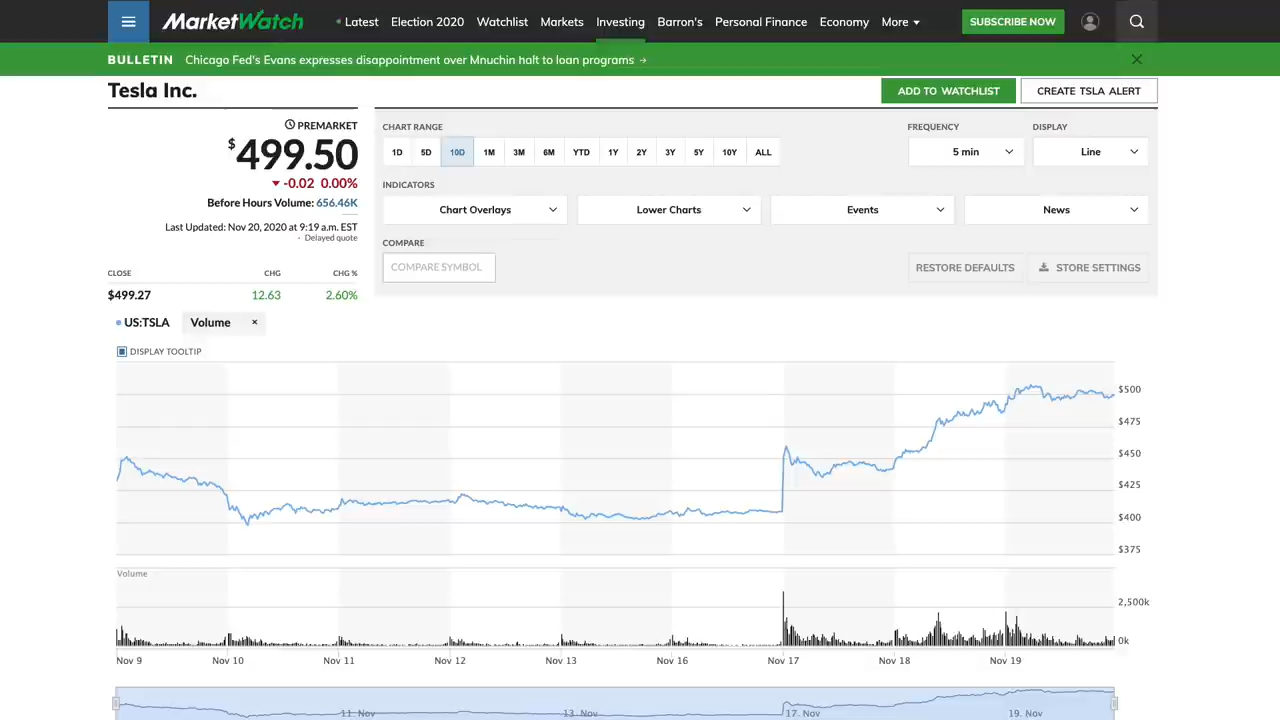 MarketWatch
Latest Election 2020 Watchlist Markets Investing Barron's Personal Finance Economy More SUBSCRIBE NOW
BULLETIN Chicago Fed's Evans expresses disappointment over Mnuchin halt to loan programs →
Tesla Inc.
ADD TO WATCHLIST CREATE TSLA ALERT
PREMARKET
$499.50
-0.02 0.00%
Before Hours Volume: 656.46K
Last Updated: Nov 20, 2020 at 9:19 a.m. EST
- Delayed quote
CLOSE CHG CHG %
$499.27 12.63 2.60%
CHART RANGE FREQUENCY DISPLAY
1D 5D 10D 1M 3M 6M YTD 1Y 2Y 3Y 5Y 10Y ALL 5 min Line
INDICATORS
Chart Overlays Lower Charts Events News
COMPARE
COMPARE SYMBOL RESTORE DEFAULTS STORE SETTINGS
US:TSLA Volume ×
DISPLAY TOOLTIP
$500
$475
$450
$425
$400
$375
Volume
2,500k
0k
Nov 9 Nov 10 Nov 11 Nov 12 Nov 13 Nov 16 Nov 17 Nov 18 Nov 19
11. Nov 13. Nov 17. Nov 19. Nov